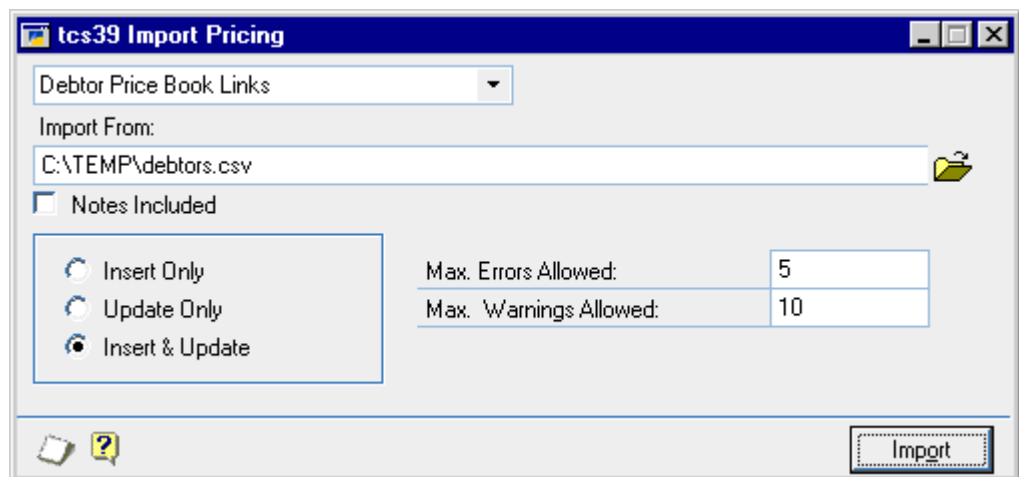 tcs39 Import Pricing
Debtor Price Book Links
Import From:
C:\TEMP\debtors.csv
Notes Included
Insert Only
Update Only
Insert & Update
Max. Errors Allowed: 5
Max. Warnings Allowed: 10
Import